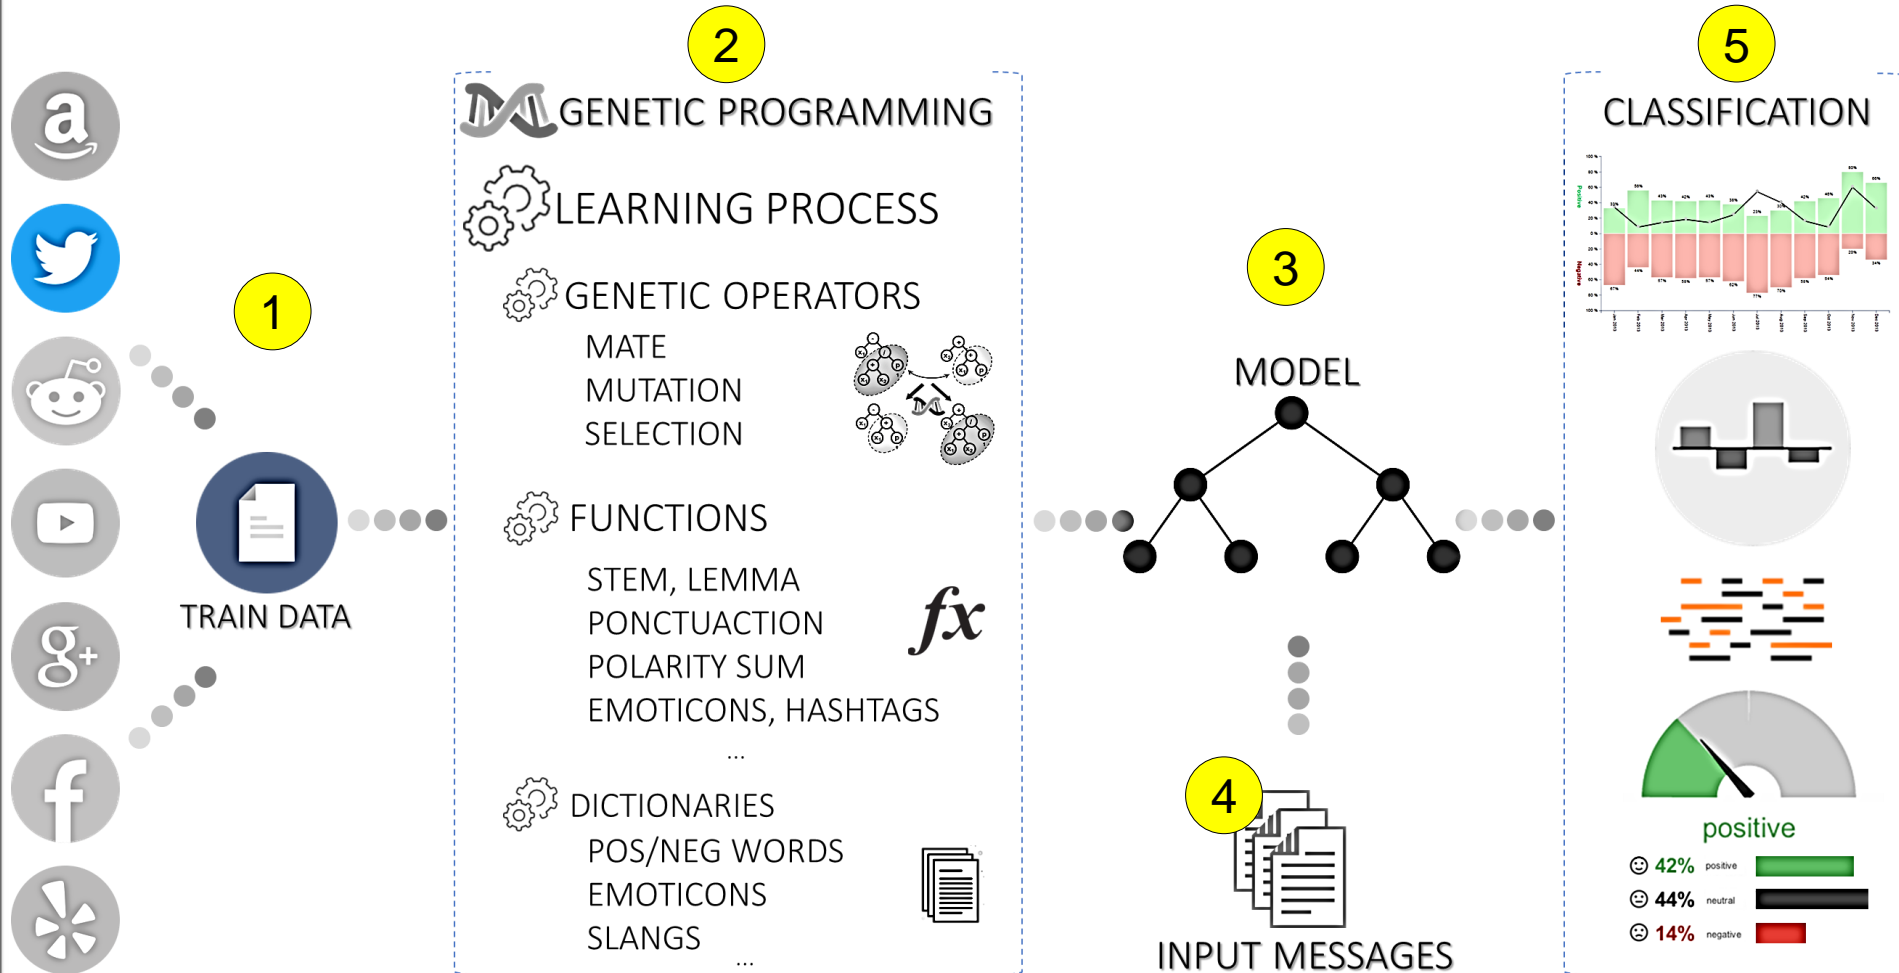 1
TRAIN DATA
2
GENETIC PROGRAMMING
LEARNING PROCESS
GENETIC OPERATORS
MATE
MUTATION
SELECTION
FUNCTIONS
STEM, LEMMA
PONCTUACTION
POLARITY SUM
EMOTICONS, HASHTAGS
...
fx
DICTIONARIES
POS/NEG WORDS
EMOTICONS
SLANGS
...
3
MODEL
4
INPUT MESSAGES
5
CLASSIFICATION
Positive
Negative
positive
42% positive
44% neutral
14% negative